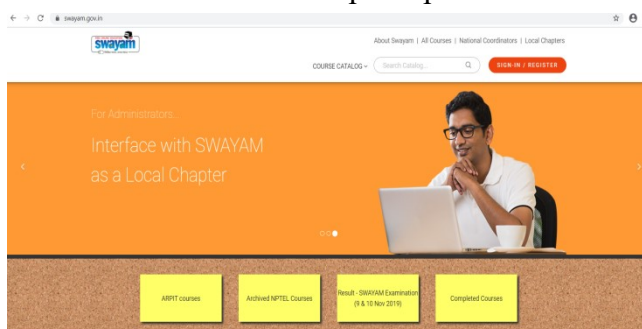 swayam.gov.in
swayam
About Swayam | All Courses | National Coordinators | Local Chapters
COURSE CATALOG
Search Catalog...
SIGN-IN / REGISTER
For Administrators
Interface with SWAYAM
as a Local Chapter
ARPIT courses
Archived NPTEL Courses
Result - SWAYAM Examination
(9 & 10 Nov 2019)
Completed Courses